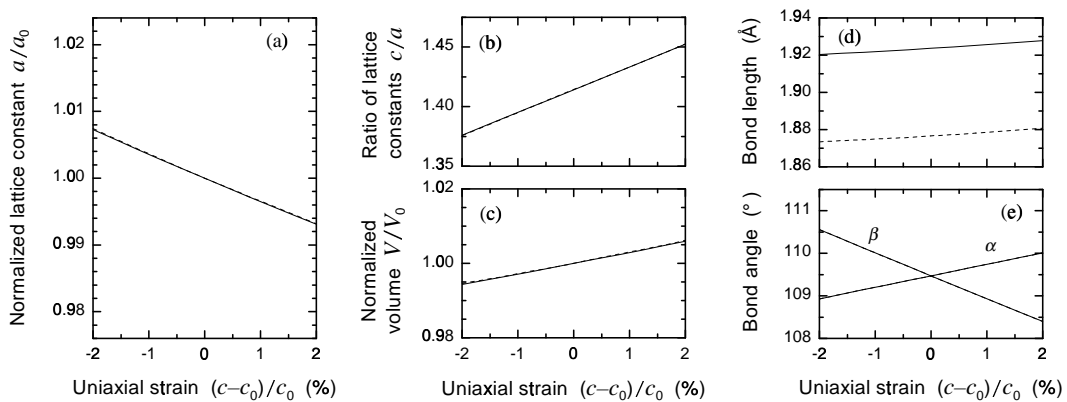 Normalized lattice constant a/a₀
1.02
1.01
1.00
0.99
0.98
(a)
-2 -1 0 1 2
Uniaxial strain (c–c₀)/c₀ (%)
Ratio of lattice
constants c/a
1.45
1.40
1.35
(b)
Normalized
volume V/V₀
1.02
1.00
0.98
(c)
-2 -1 0 1 2
Uniaxial strain (c–c₀)/c₀ (%)
Bond length (Å)
1.94
1.92
1.90
1.88
1.86
(d)
Bond angle (°)
111
110
109
108
(e)
β
α
-2 -1 0 1 2
Uniaxial strain (c–c₀)/c₀ (%)